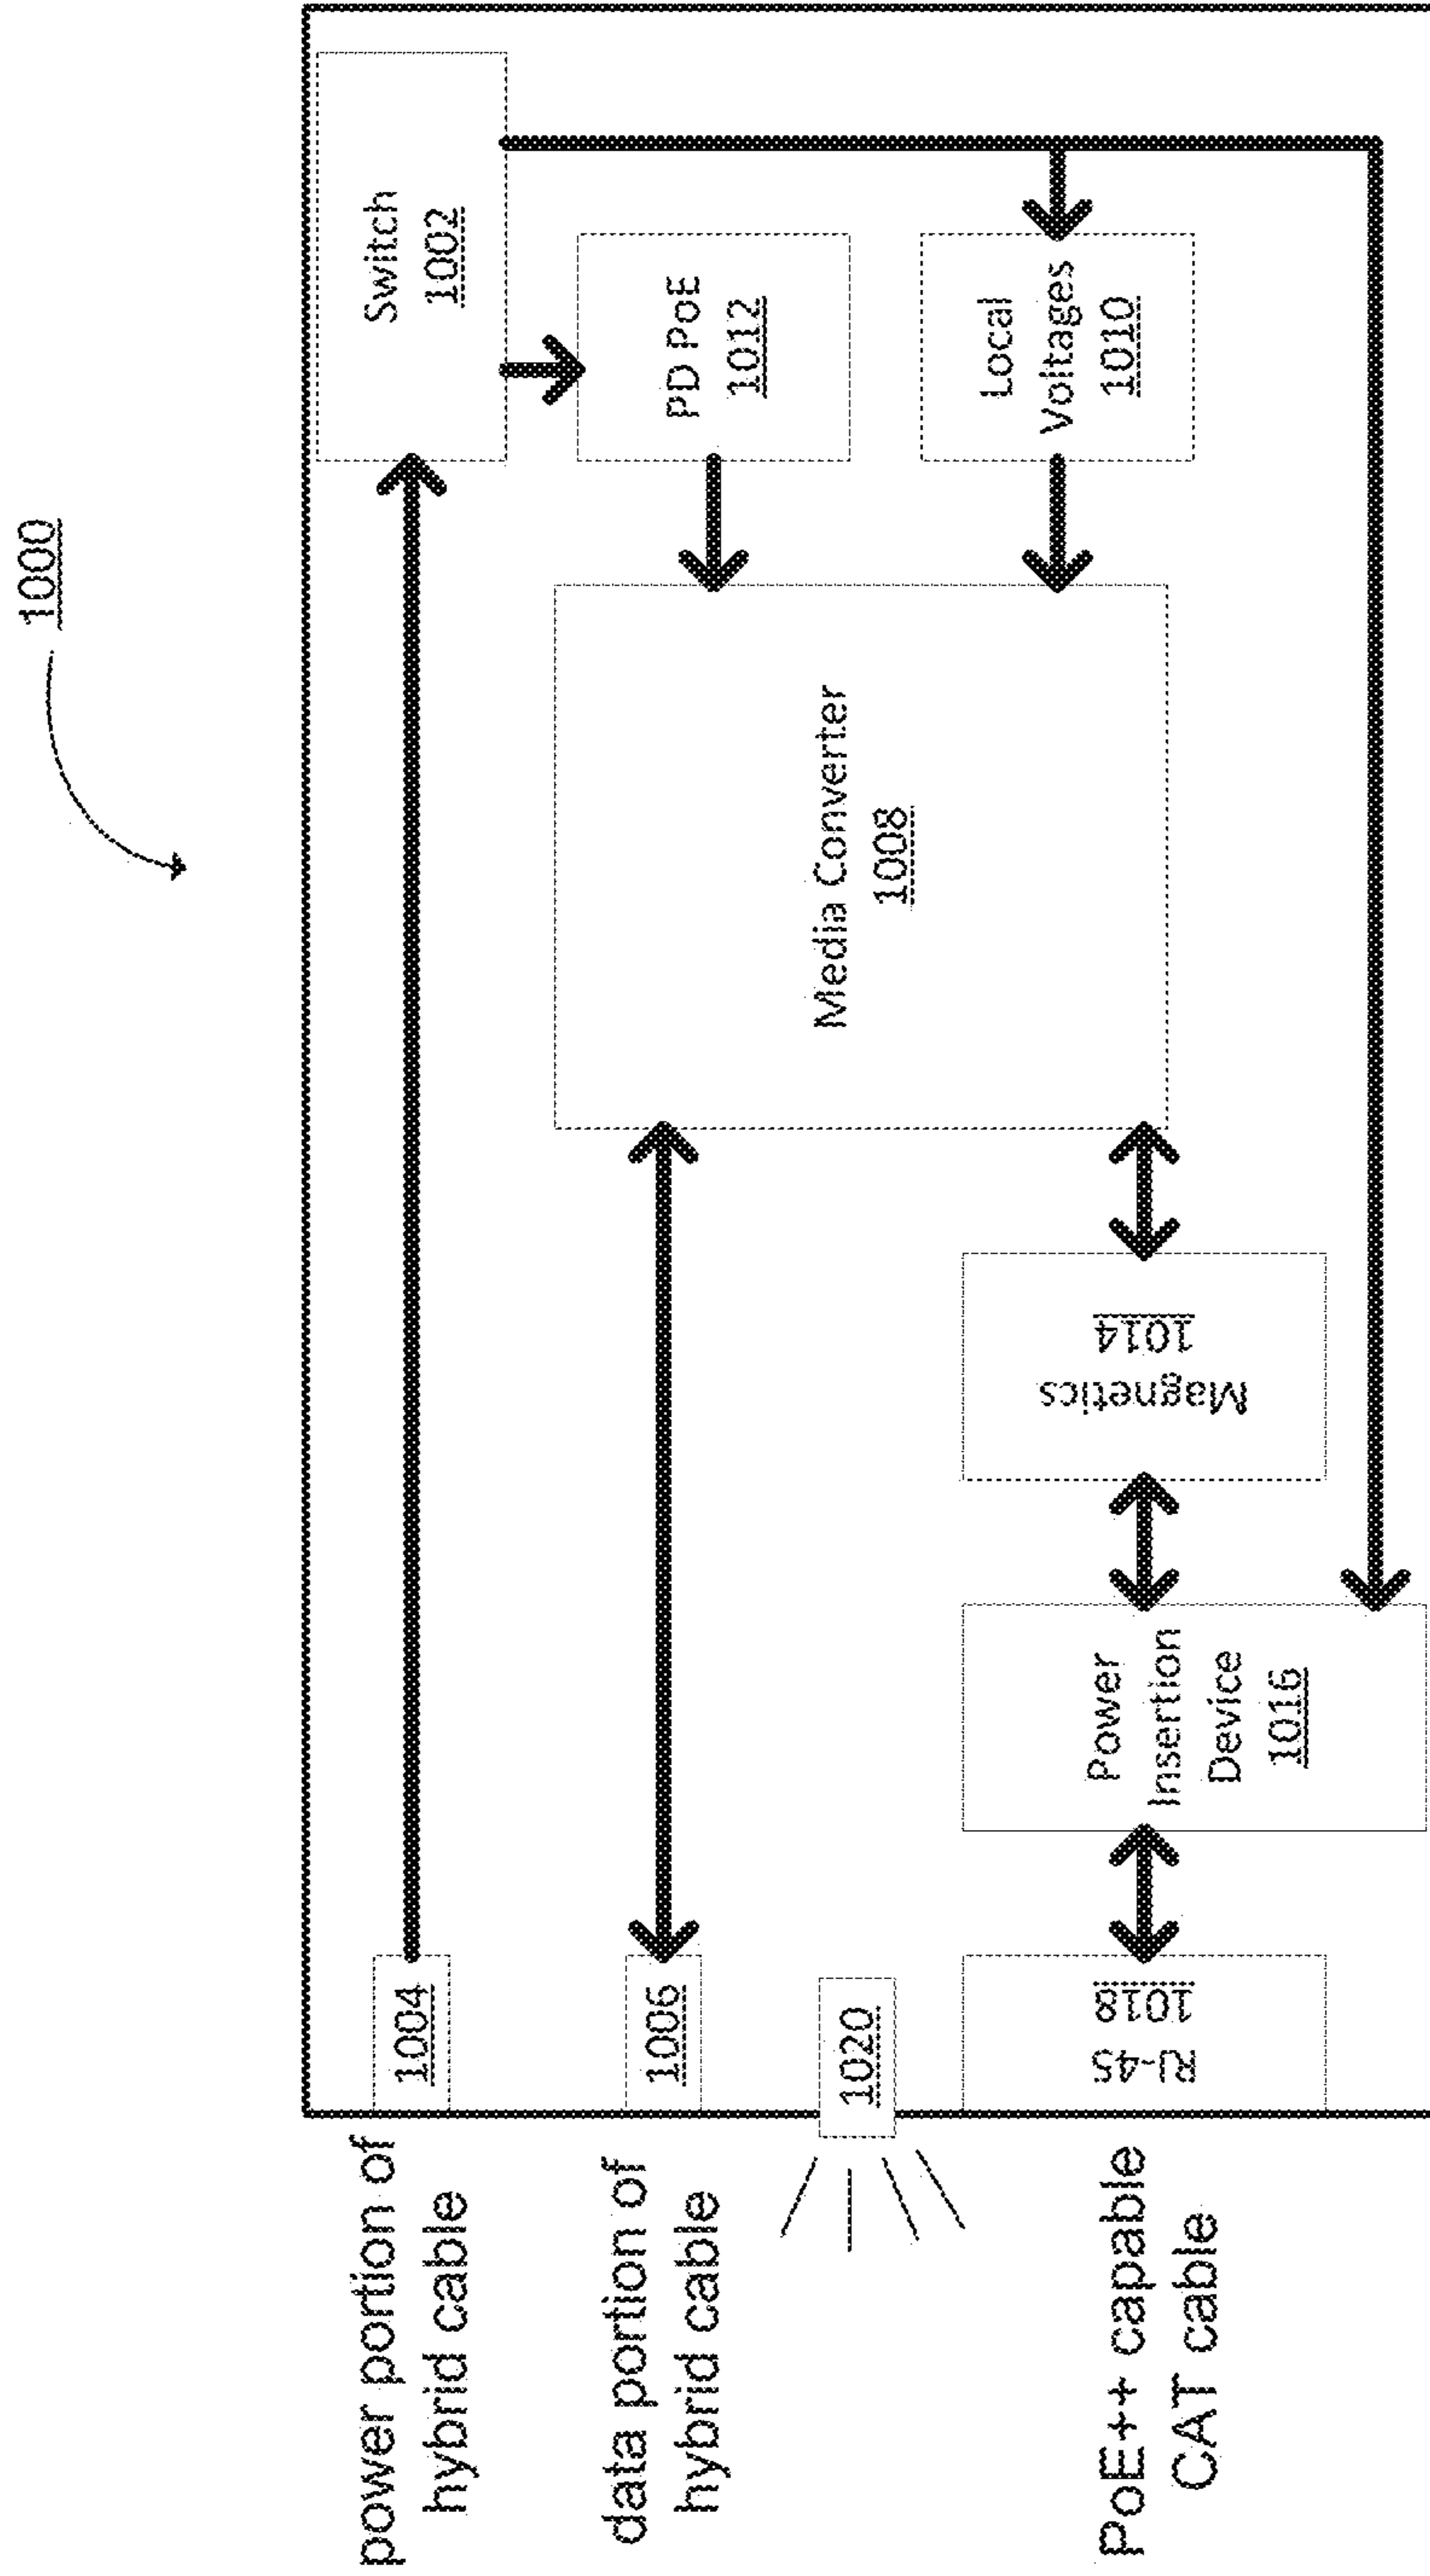 1000
Switch
1002
PD PoE
1012
Local
Voltages
1010
Media Converter
1008
Magnetics
1014
Power
Insertion
Device
1016
1004
1006
1020
RJ-45
1018
power portion of
hybrid cable
data portion of
hybrid cable
PoE++ capable
CAT cable